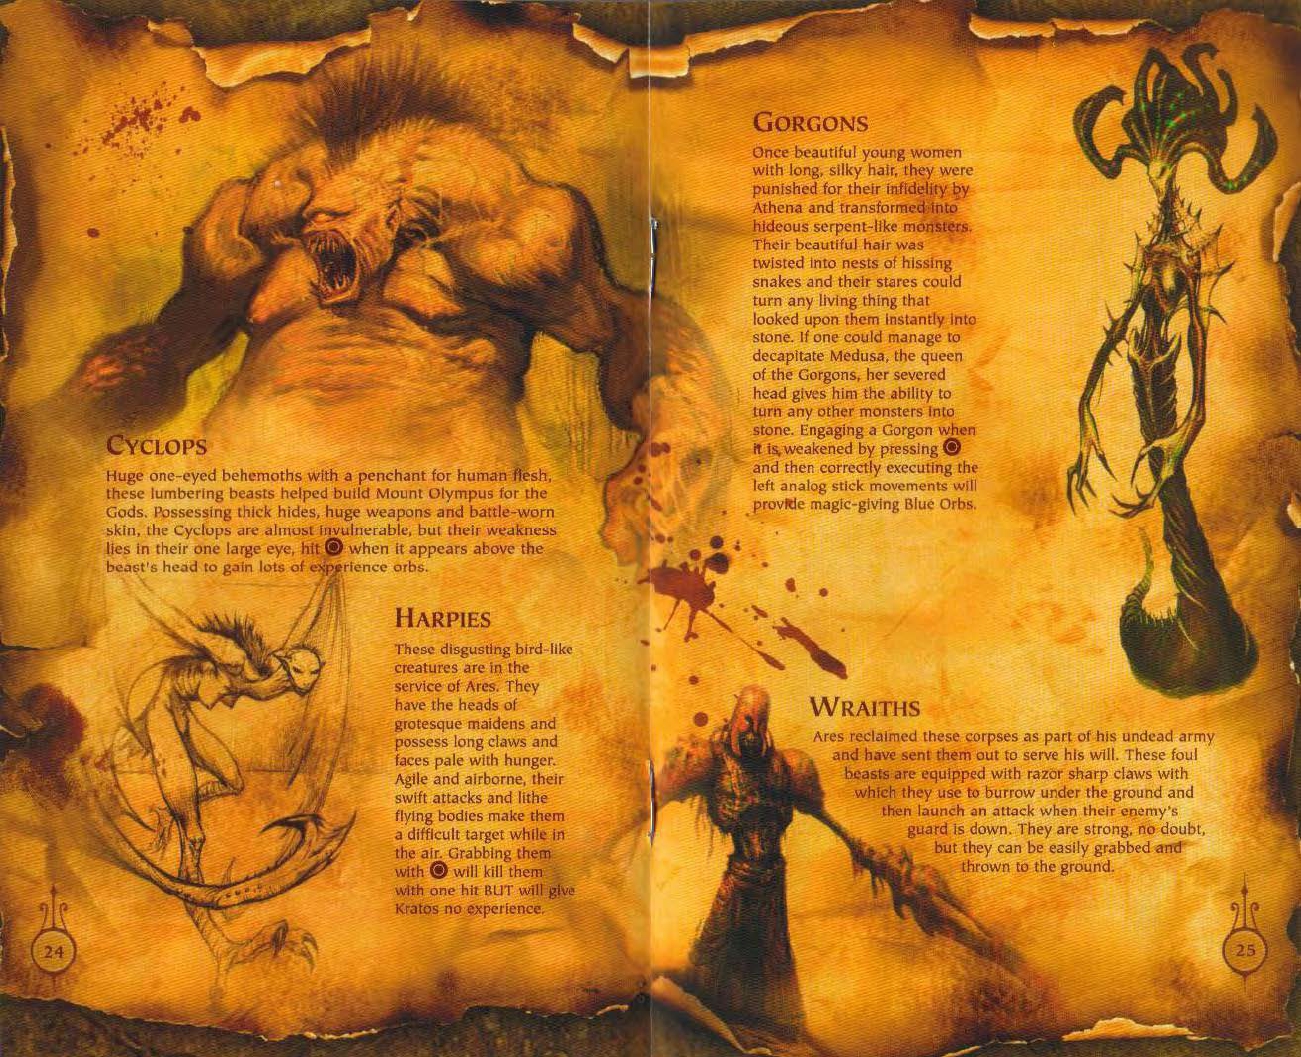 CYCLOPS
Huge one-eyed behemoths with a penchant for human flesh,
these lumbering beasts helped build Mount Olympus for the
Gods. Possessing thick hides, huge weapons and battle-worn
skin, the Cyclops are almost invulnerable, but their weakness
lies in their one large eye, hit when it appears above the
beast's head to gain lots of experience orbs.
HARPIES
These disgusting bird-like
creatures are in the
service of Ares. They
have the heads of
grotesque maidens and
possess long claws and
faces pale with hunger.
Agile and airborne, their
swift attacks and lithe
flying bodies make them
a difficult target while in
the air. Grabbing them
with will kill them
with one hit BUT will give
Kratos no experience.
24
GORGONS
Once beautiful young women
with long, silky hair, they were
punished for their infidelity by
Athena and transformed into
hideous serpent-like monsters.
Their beautiful hair was
twisted into nests of hissing
snakes and their stares could
turn any living thing that
looked upon them instantly into
stone. If one could manage to
decapitate Medusa, the queen
of the Gorgons, her severed
head gives him the ability to
turn any other monsters into
stone. Engaging a Gorgon when
it is weakened by pressing
and then correctly executing the
left analog stick movements will
provide magic-giving Blue Orbs.
WRAITHS
Ares reclaimed these corpses as part of his undead army
and have sent them out to serve his will. These foul
beasts are equipped with razor sharp claws with
which they use to burrow under the ground and
then launch an attack when their enemy's
guard is down. They are strong, no doubt,
but they can be easily grabbed and
thrown to the ground.
25